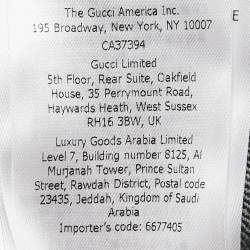 The Gucci America Inc.
195 Broadway, New York, NY 10007
CA37394
Gucci Limited
5th Floor, Rear Suite, Oakfield
House, 35 Perrymount Road,
Haywards Heath, West Sussex
RH16 3BW, UK
Luxury Goods Arabia Limited
Level 7, Building number 8125, Al
Murjanah Tower, Prince Sultan
Street, Rawdah District, Postal code
23435, Jeddah, Kingdom of Saudi
Arabia
Importer's code: 6677405
E